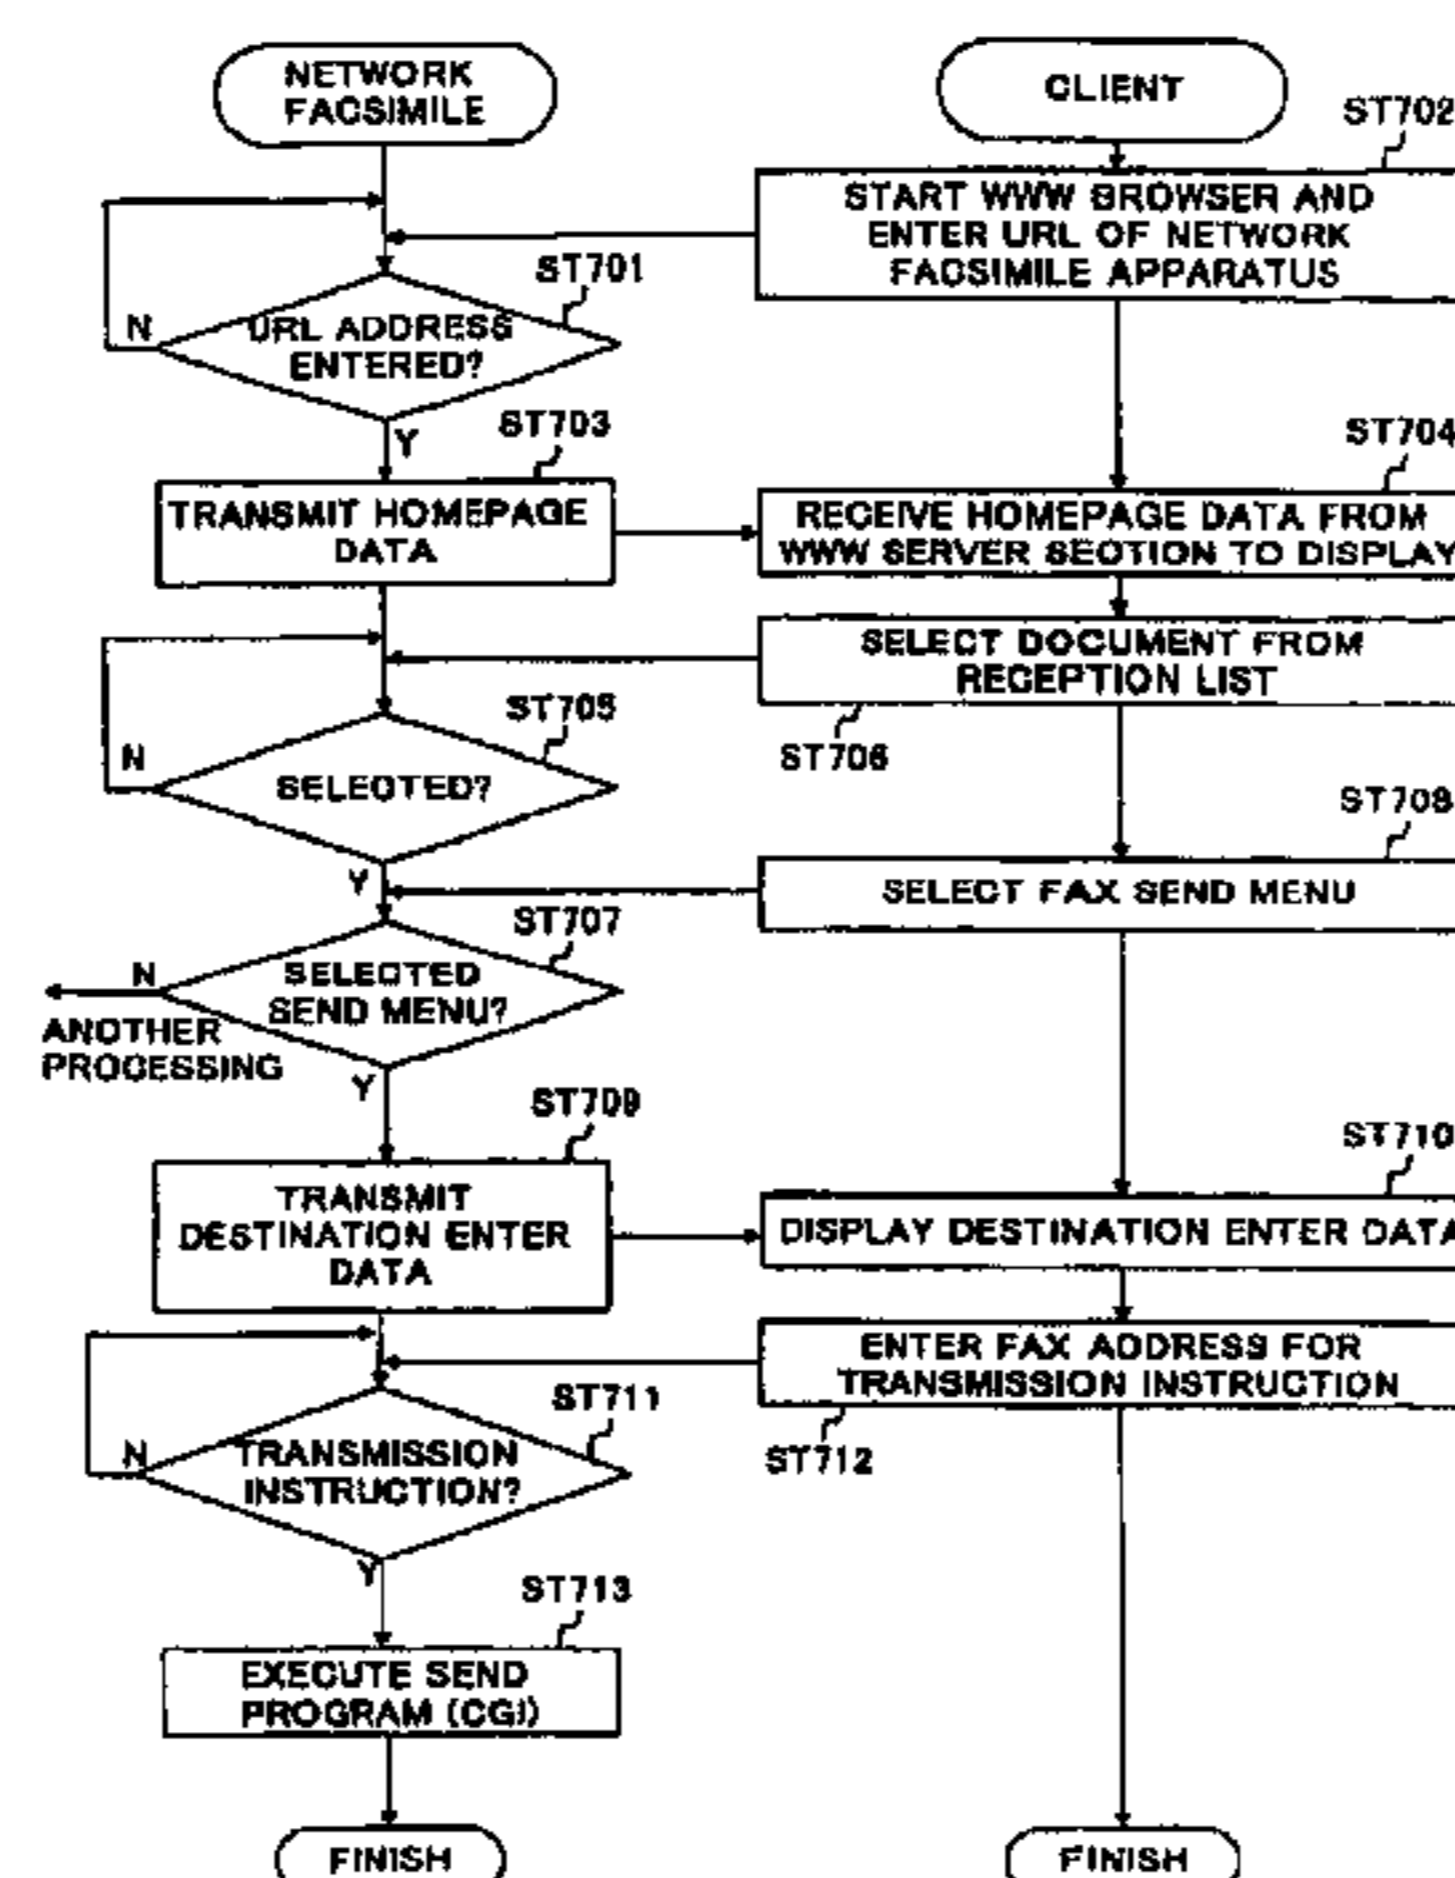 NETWORK
FACSIMILE
CLIENT
ST702
START WWW BROWSER AND
ENTER URL OF NETWORK
FACSIMILE APPARATUS
ST701
N
URL ADDRESS
ENTERED?
Y
ST703
ST704
TRANSMIT HOMEPAGE
DATA
RECEIVE HOMEPAGE DATA FROM
WWW SERVER SECTION TO DISPLAY
SELECT DOCUMENT FROM
RECEPTION LIST
ST705
ST706
N
SELECTED?
Y
ST708
SELECT FAX SEND MENU
ST707
N
SELECTED
SEND MENU?
ANOTHER
PROCESSING
Y
ST709
ST710
TRANSMIT
DESTINATION ENTER
DATA
DISPLAY DESTINATION ENTER DATA
ENTER FAX ADDRESS FOR
TRANSMISSION INSTRUCTION
ST711
ST712
N
TRANSMISSION
INSTRUCTION?
Y
ST713
EXECUTE SEND
PROGRAM (CGI)
FINISH
FINISH